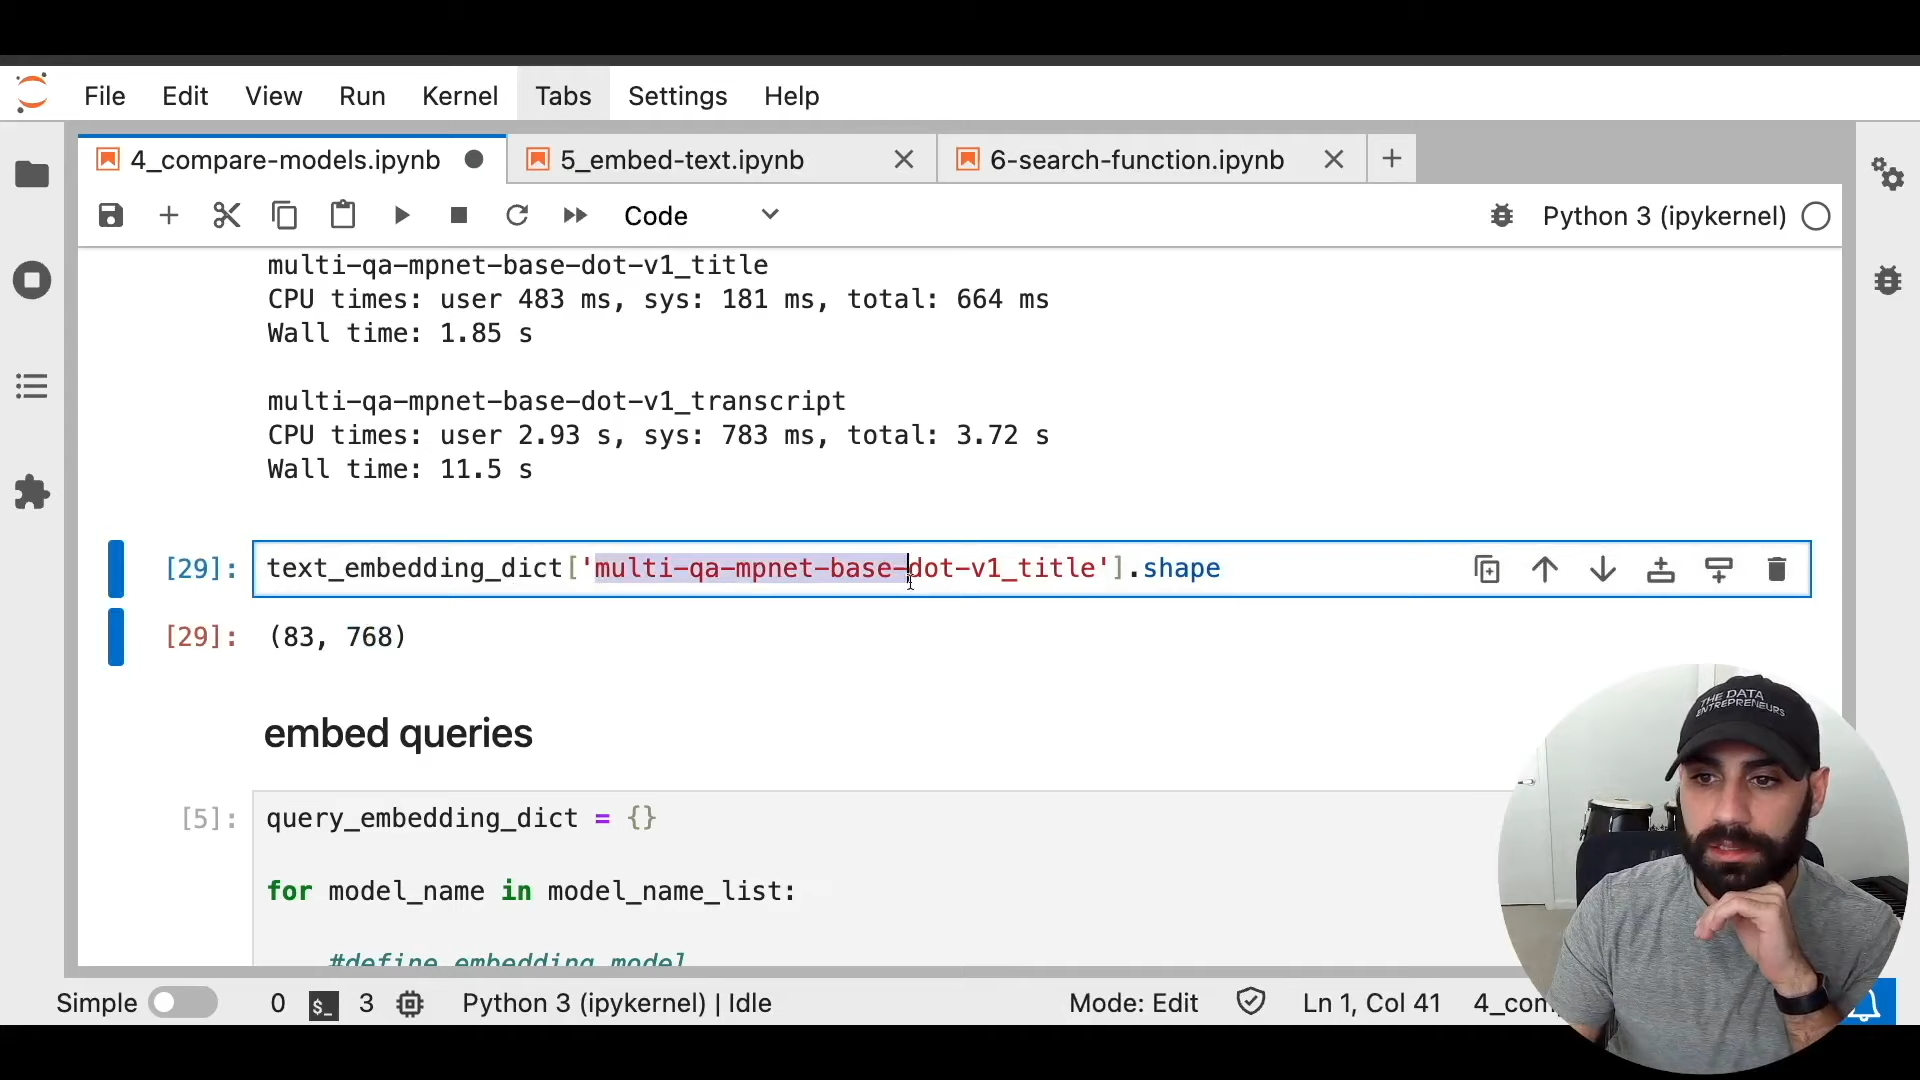 File Edit View Run Kernel Tabs Settings Help
4_compare-models.ipynb 5_embed-text.ipynb 6-search-function.ipynb
Code Python 3 (ipykernel)
multi-qa-mpnet-base-dot-v1_title
CPU times: user 483 ms, sys: 181 ms, total: 664 ms
Wall time: 1.85 s
multi-qa-mpnet-base-dot-v1_transcript
CPU times: user 2.93 s, sys: 783 ms, total: 3.72 s
Wall time: 11.5 s
[29]: text_embedding_dict['multi-qa-mpnet-base-dot-v1_title'].shape
[29]: (83, 768)
THE DATA
ENTREPRENEURS
embed queries
[5]: query_embedding_dict = {}
for model_name in model_name_list:
#define embedding model
Simple 0 $_ 3 Python 3 (ipykernel) | Idle Mode: Edit Ln 1, Col 41 4_com